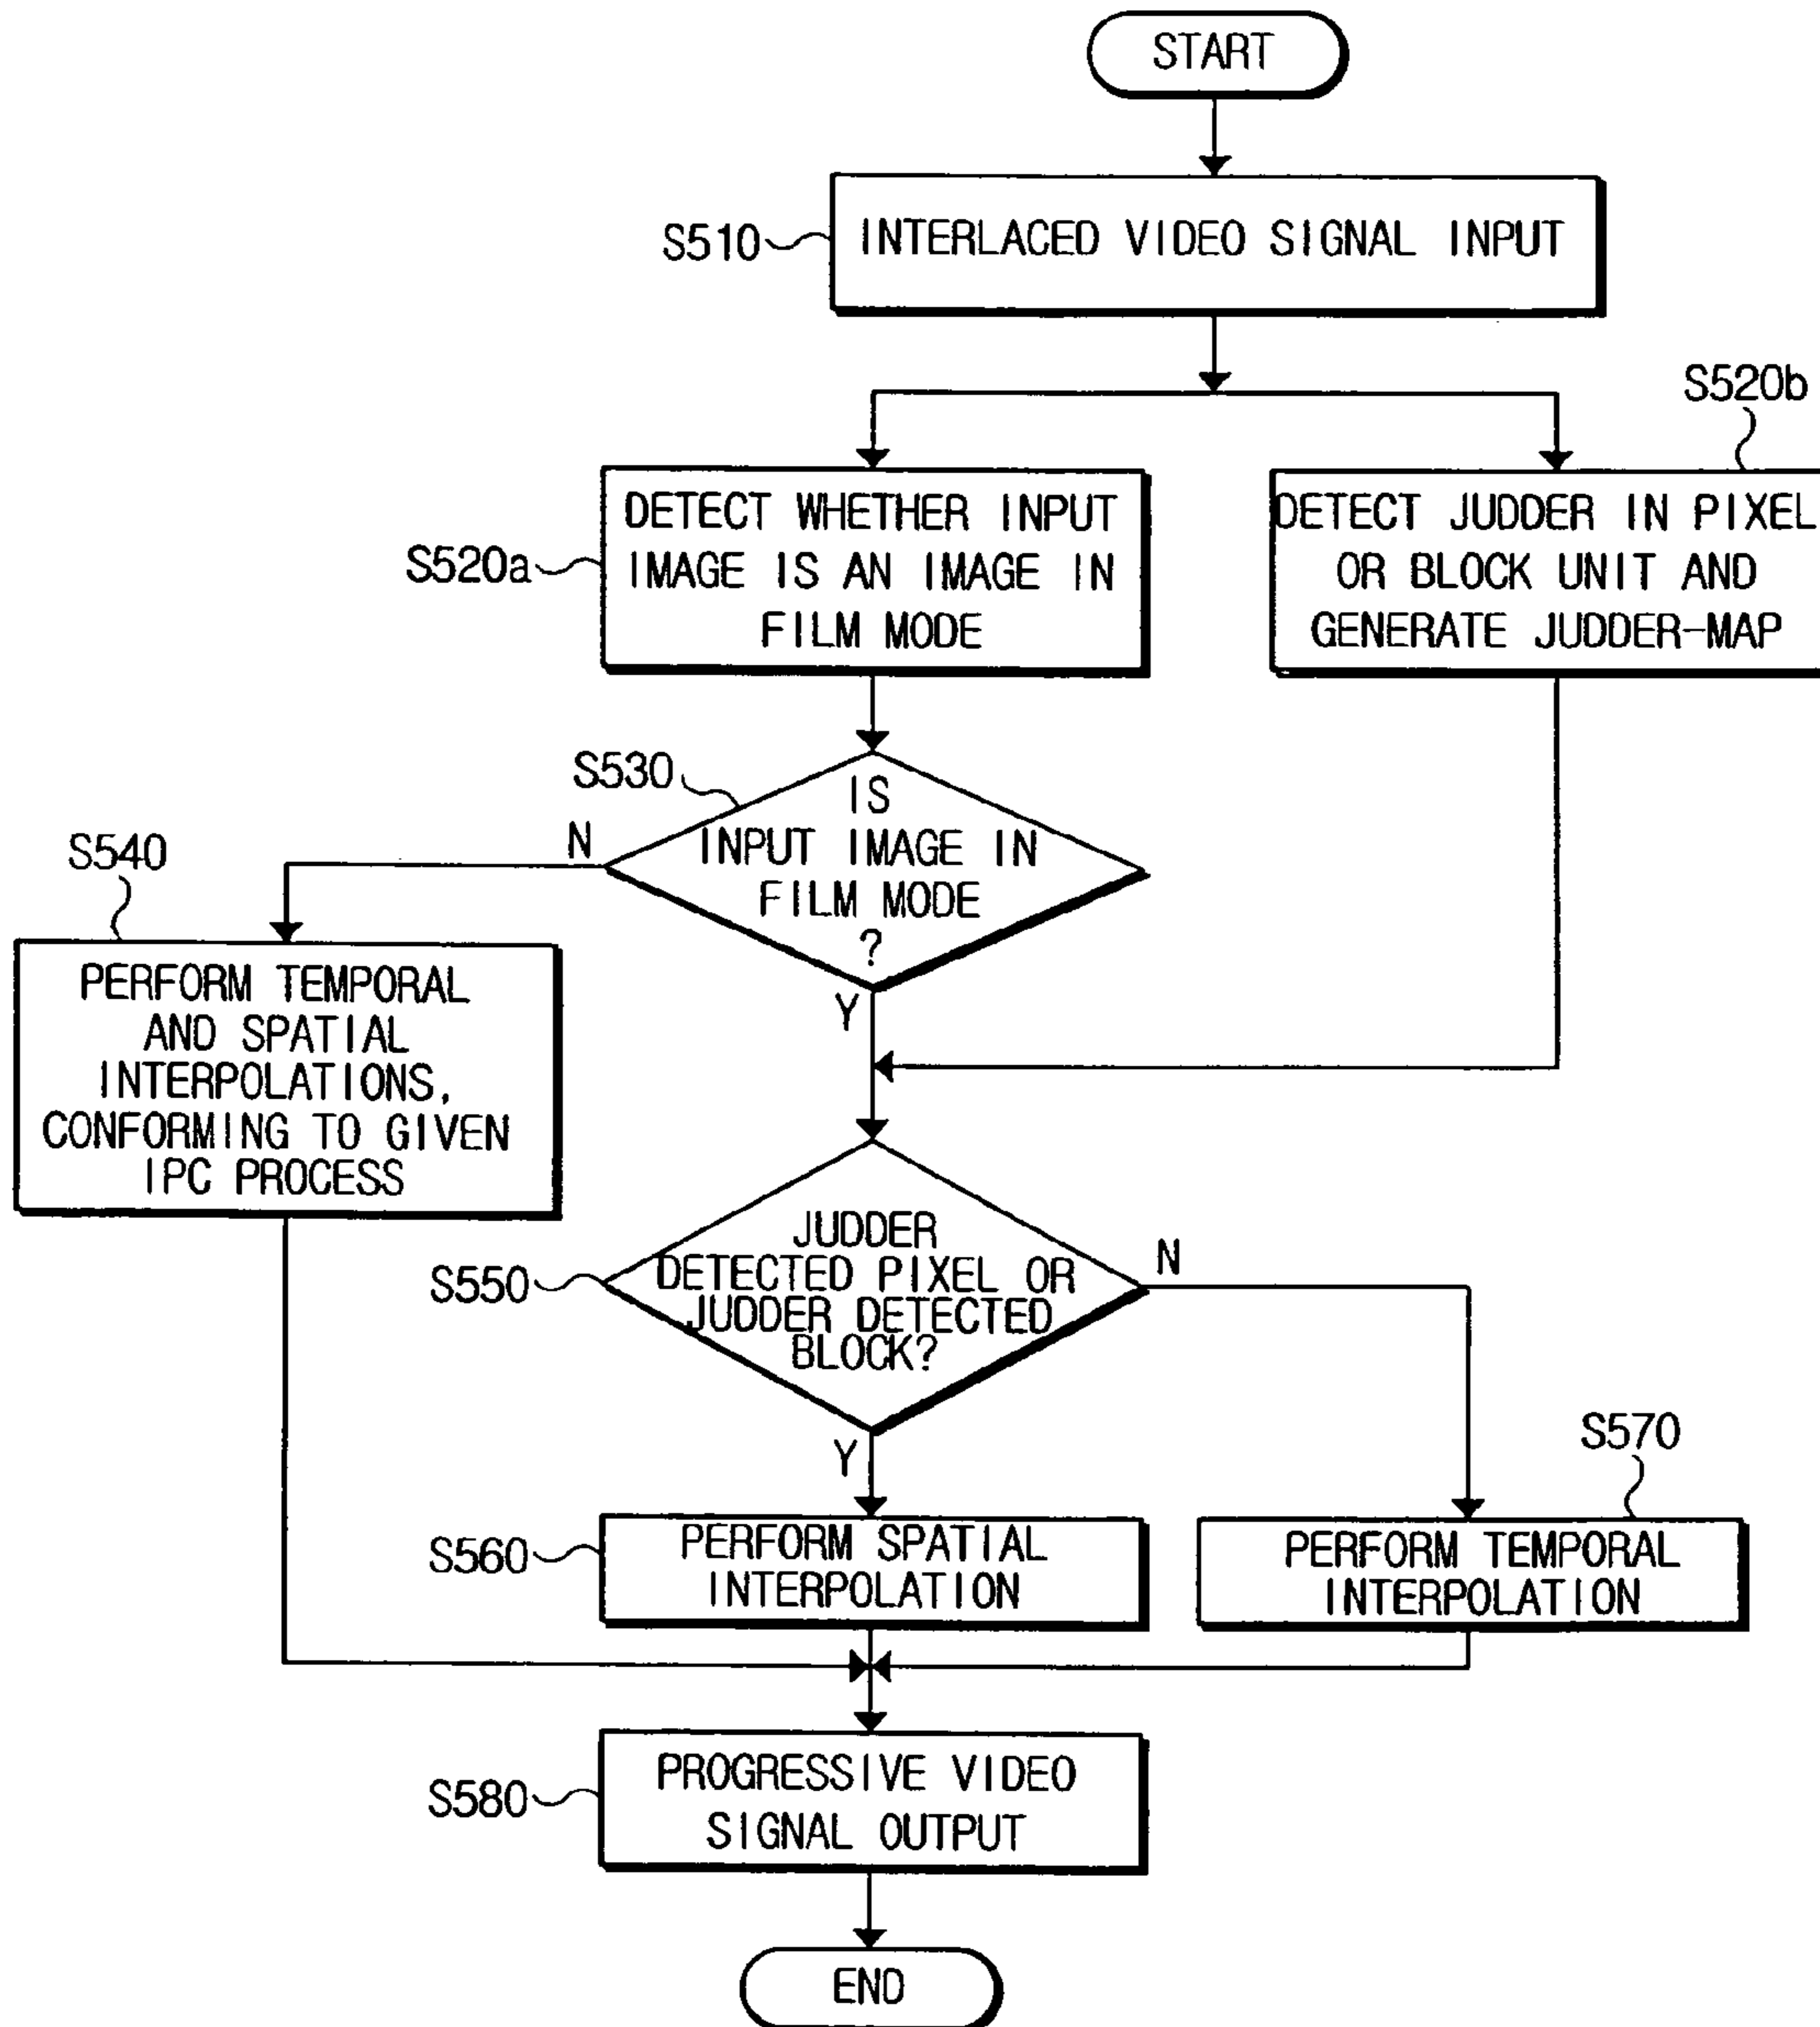 START
S510
INTERLACED VIDEO SIGNAL INPUT
S520b
S520a
DETECT WHETHER INPUT
IMAGE IS AN IMAGE IN
FILM MODE
DETECT JUDDER IN PIXEL
OR BLOCK UNIT AND
GENERATE JUDDER-MAP
S530
IS
INPUT IMAGE IN
FILM MODE
?
N
Y
S540
PERFORM TEMPORAL
AND SPATIAL
INTERPOLATIONS,
CONFORMING TO GIVEN
IPC PROCESS
S550
JUDDER
DETECTED PIXEL OR
JUDDER DETECTED
BLOCK?
N
Y
S570
S560
PERFORM SPATIAL
INTERPOLATION
PERFORM TEMPORAL
INTERPOLATION
S580
PROGRESSIVE VIDEO
SIGNAL OUTPUT
END